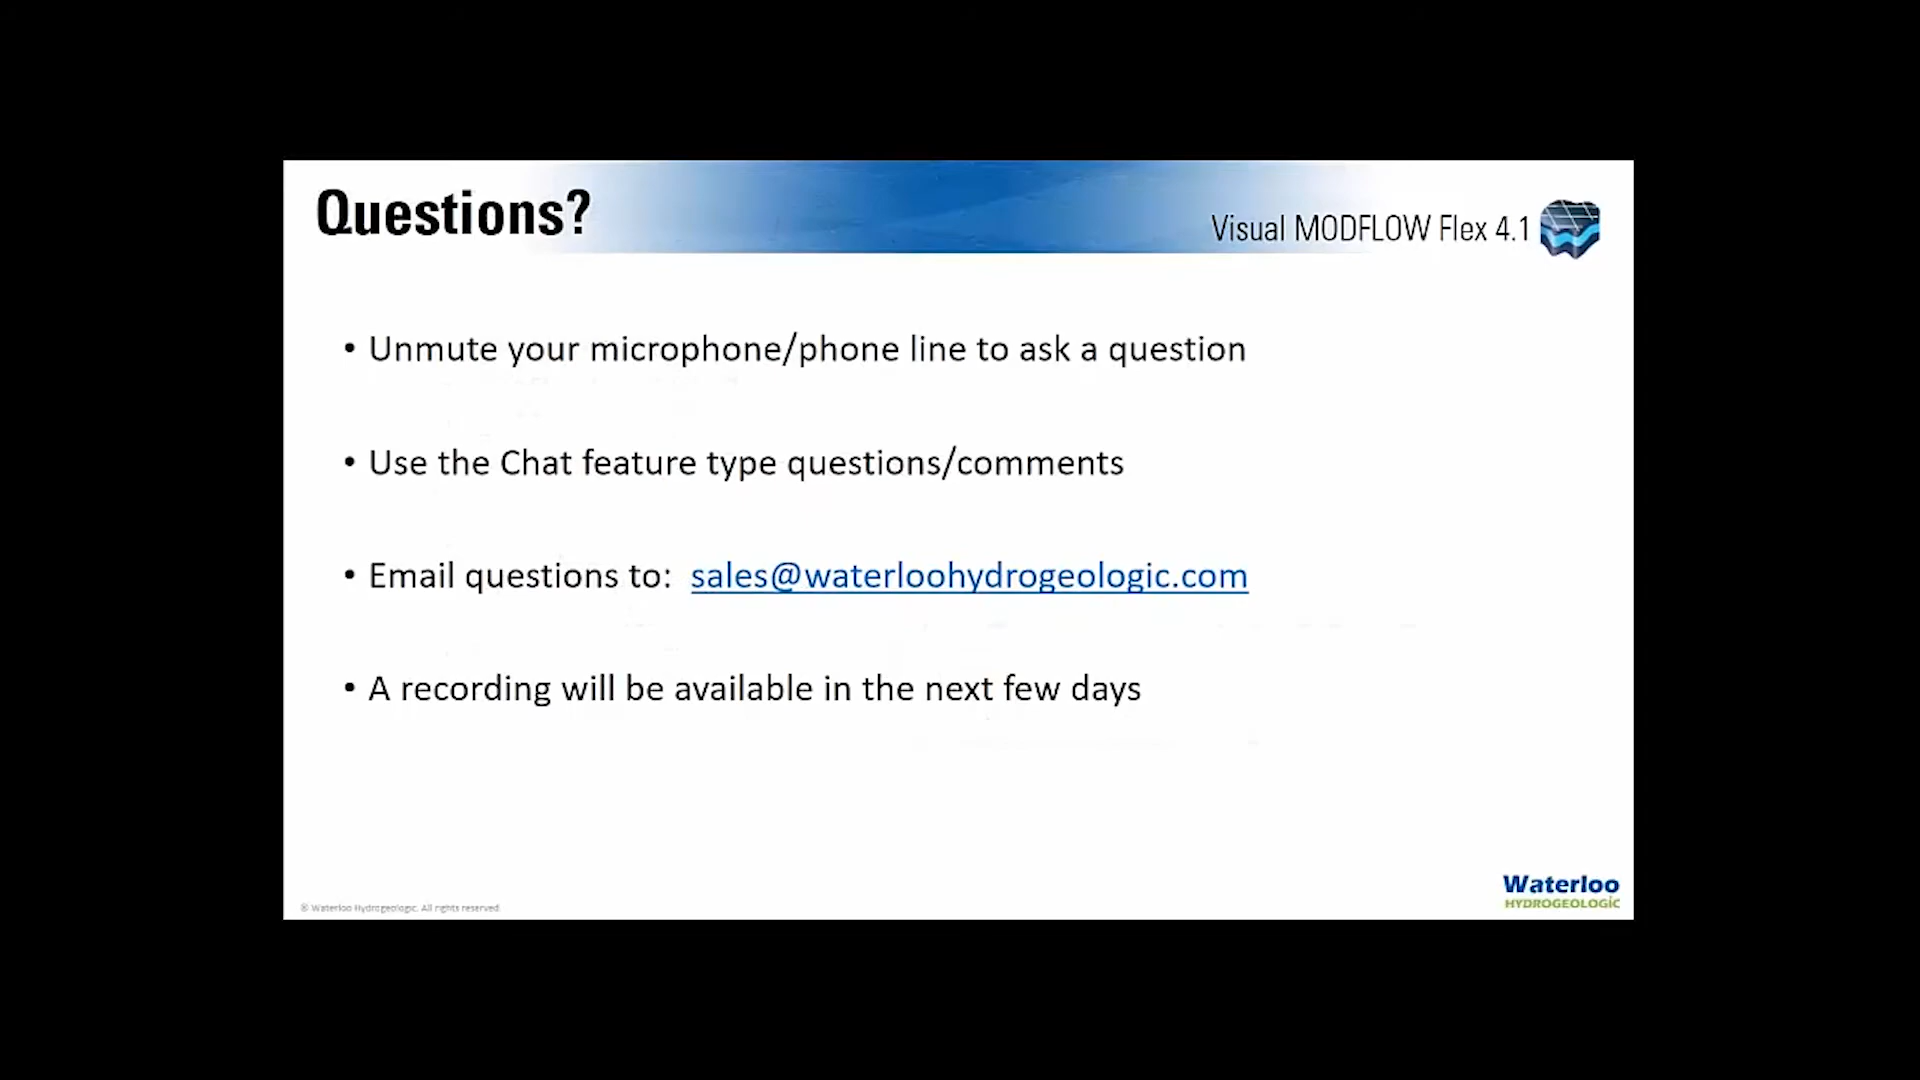 Questions?
Visual MODFLOW Flex 4.1
• Unmute your microphone/phone line to ask a question
• Use the Chat feature type questions/comments
• Email questions to: sales@waterloohydrogeologic.com
• A recording will be available in the next few days
Waterloo
HYDROGEOLOGIC
© Waterloo Hydrogeologic. All rights reserved.